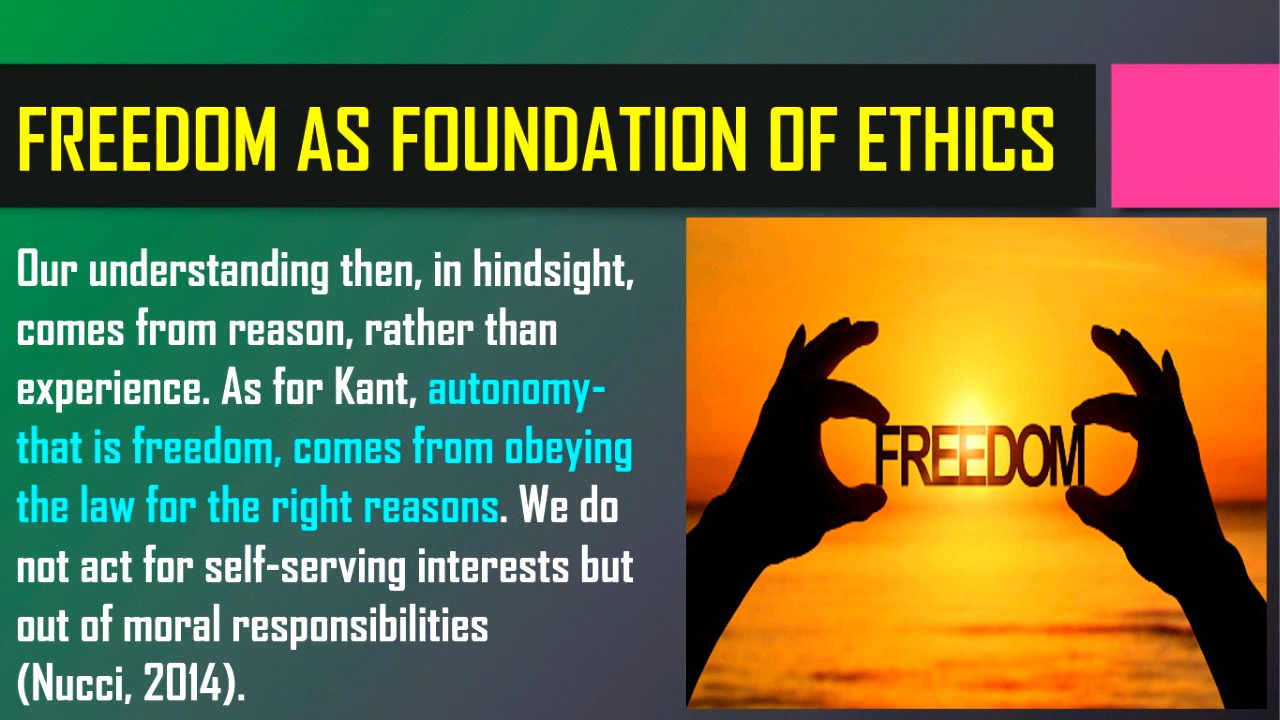 FREEDOM AS FOUNDATION OF ETHICS
Our understanding then, in hindsight,
comes from reason, rather than
experience. As for Kant, autonomy-
that is freedom, comes from obeying
the law for the right reasons. We do
not act for self-serving interests but
out of moral responsibilities
(Nucci, 2014).
FREEDOM